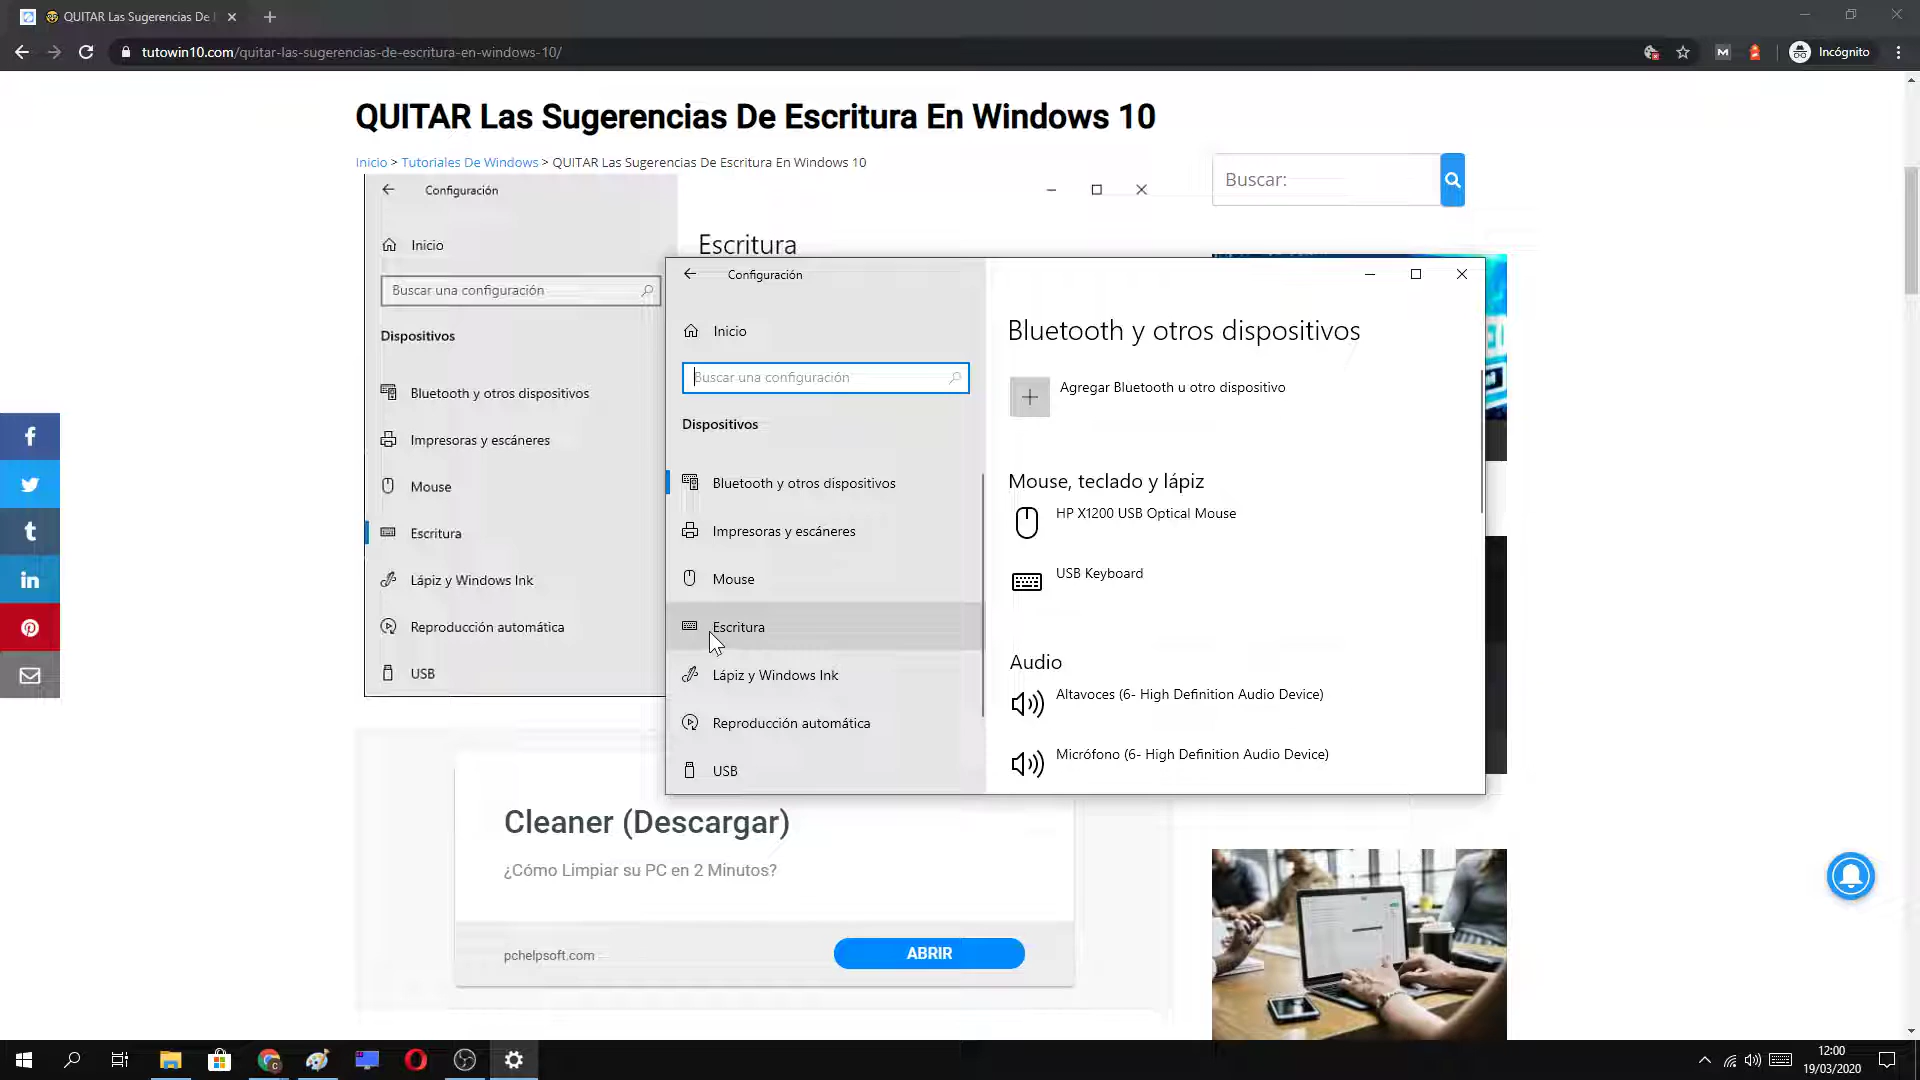 QUITAR Las Sugerencias De
tutowin10.com/quitar-las-sugerencias-de-escritura-en-windows-10/
Incógnito
QUITAR Las Sugerencias De Escritura En Windows 10
Inicio > Tutoriales De Windows > QUITAR Las Sugerencias De Escritura En Windows 10
Buscar:
Configuración
Inicio
Buscar una configuración
Dispositivos
Bluetooth y otros dispositivos
Impresoras y escáneres
Mouse
Escritura
Lápiz y Windows Ink
Reproducción automática
USB
Escritura
Configuración
Inicio
Buscar una configuración
Dispositivos
Bluetooth y otros dispositivos
Impresoras y escáneres
Mouse
Escritura
Lápiz y Windows Ink
Reproducción automática
USB
Bluetooth y otros dispositivos
Agregar Bluetooth u otro dispositivo
Mouse, teclado y lápiz
HP X1200 USB Optical Mouse
USB Keyboard
Audio
Altavoces (6- High Definition Audio Device)
Micrófono (6- High Definition Audio Device)
Cleaner (Descargar)
¿Cómo Limpiar su PC en 2 Minutos?
pchelpsoft.com
ABRIR
12:00
19/03/2020